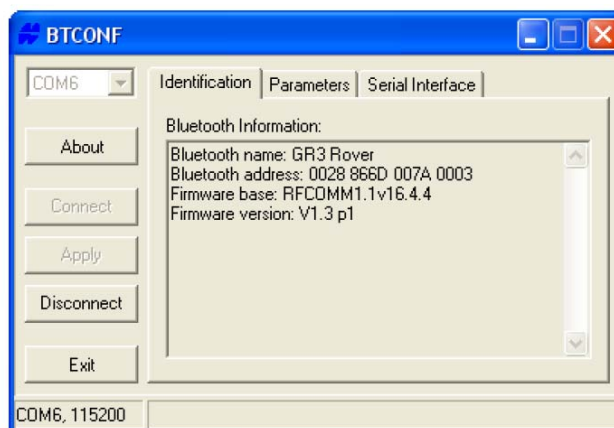 BTCONF
COM6
Identification
Parameters
Serial Interface
About
Connect
Apply
Disconnect
Exit
Bluetooth Information:
Bluetooth name: GR3 Rover
Bluetooth address: 0028 866D 007A 0003
Firmware base: RFCOMM1.1v16.4.4
Firmware version: V1.3 p1
COM6, 115200